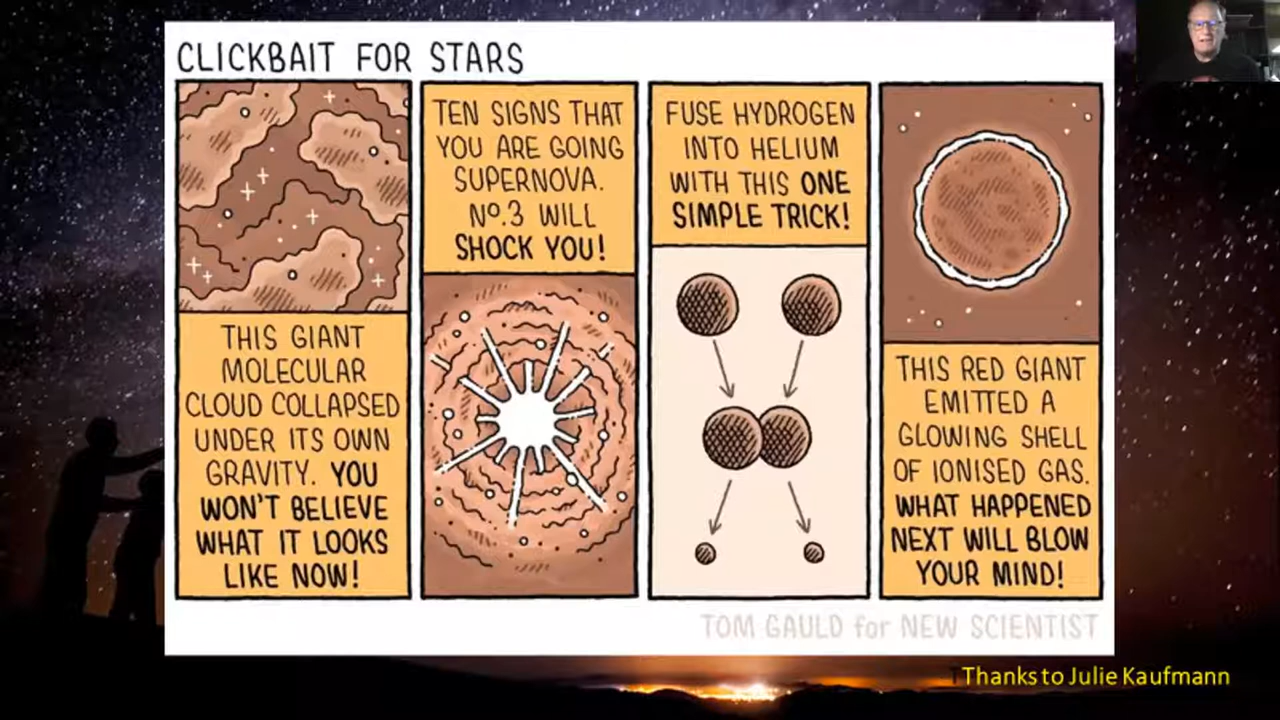 CLICKBAIT FOR STARS
THIS GIANT
MOLECULAR
CLOUD COLLAPSED
UNDER ITS OWN
GRAVITY. YOU
WON'T BELIEVE
WHAT IT LOOKS
LIKE NOW!
TEN SIGNS THAT
YOU ARE GOING
SUPERNOVA.
Nº.3 WILL
SHOCK YOU!
FUSE HYDROGEN
INTO HELIUM
WITH THIS ONE
SIMPLE TRICK!
THIS RED GIANT
EMITTED A
GLOWING SHELL
OF IONISED GAS.
WHAT HAPPENED
NEXT WILL BLOW
YOUR MIND!
TOM GAULD for NEW SCIENTIST
Thanks to Julie Kaufmann